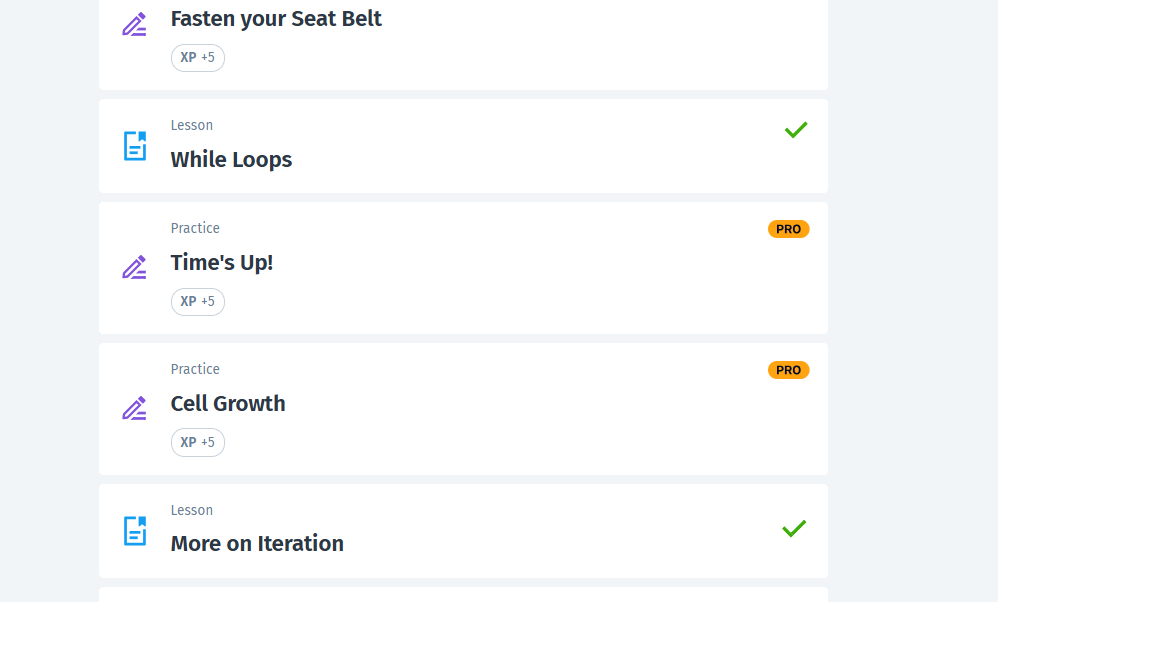 Fasten your Seat Belt
XP +5
Lesson
While Loops
Practice
PRO
Time's Up!
XP +5
Practice
PRO
Cell Growth
XP +5
Lesson
More on Iteration